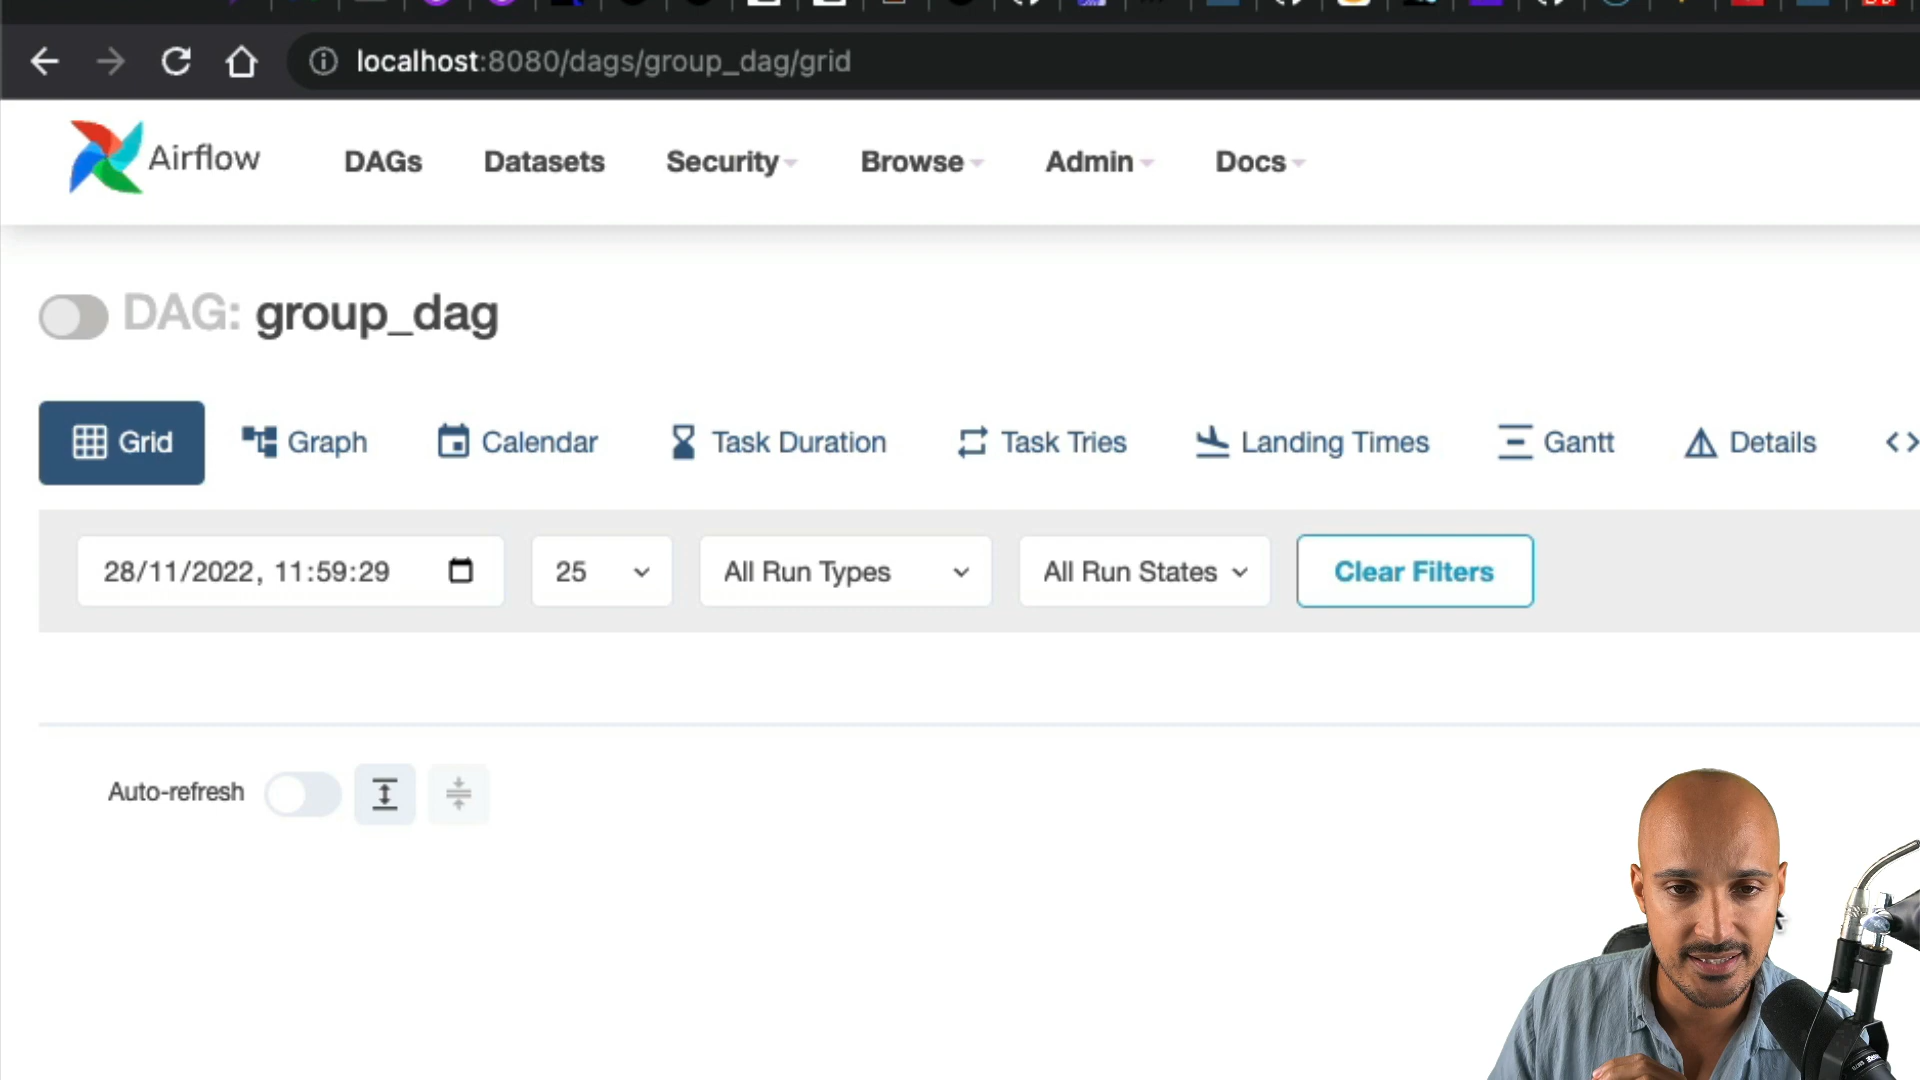 localhost:8080/dags/group_dag/grid
Airflow DAGs Datasets Security Browse Admin Docs
DAG: group_dag
Grid Graph Calendar Task Duration Task Tries Landing Times Gantt Details
28/11/2022, 11:59:29 25 All Run Types All Run States Clear Filters
Auto-refresh